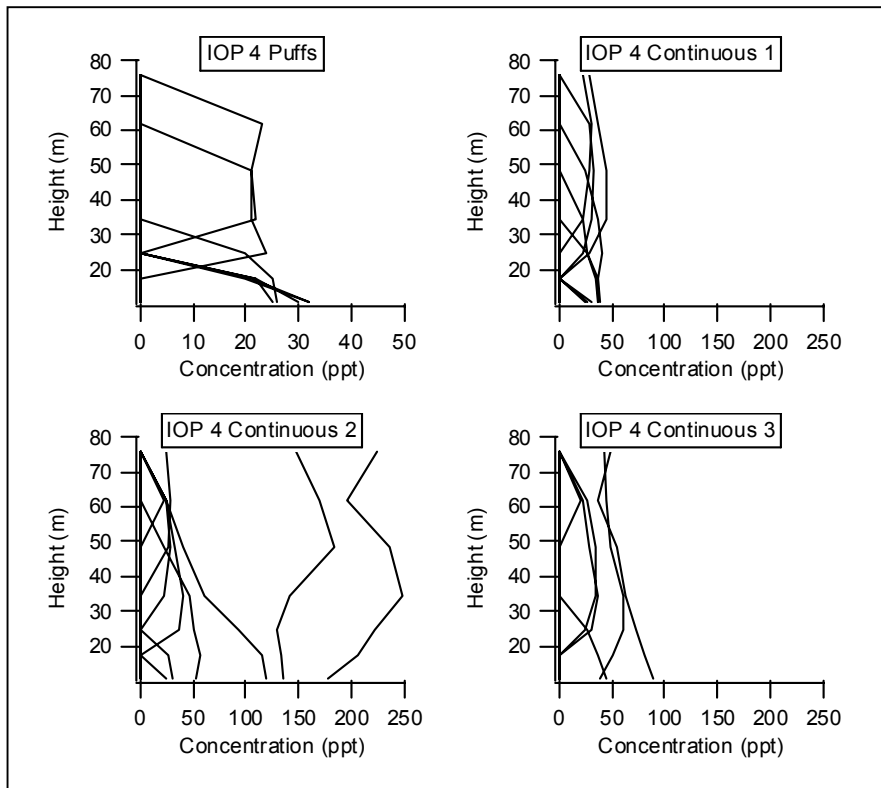 IOP 4 Puffs
80
70
60
50
40
30
20
Height (m)
0 10 20 30 40 50
Concentration (ppt)
IOP 4 Continuous 1
80
70
60
50
40
30
20
Height (m)
0 50 100 150 200 250
Concentration (ppt)
IOP 4 Continuous 2
80
70
60
50
40
30
20
Height (m)
0 50 100 150 200 250
Concentration (ppt)
IOP 4 Continuous 3
80
70
60
50
40
30
20
Height (m)
0 50 100 150 200 250
Concentration (ppt)